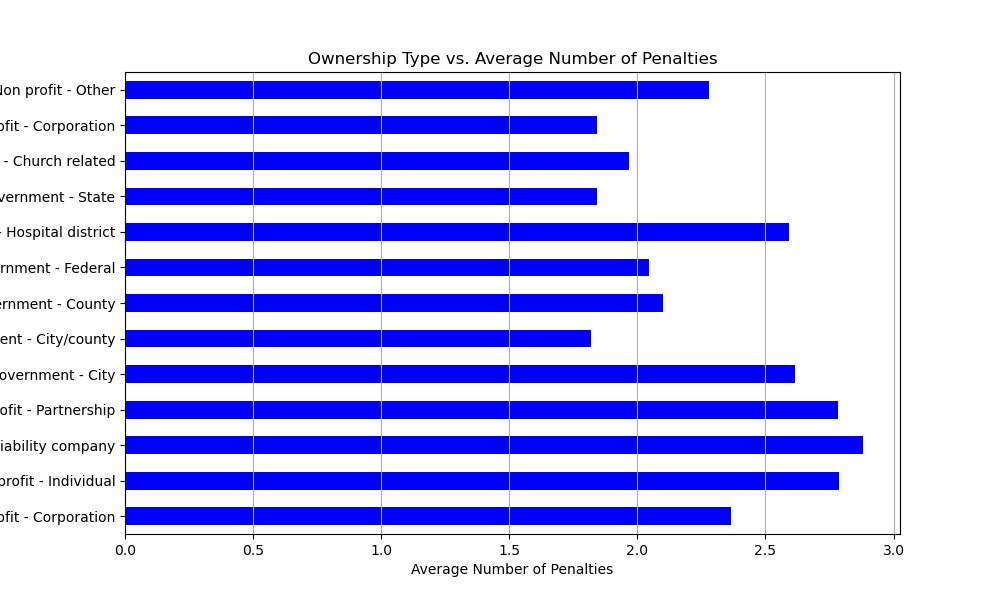 Ownership Type vs. Average Number of Penalties
Non profit - Other
ofit - Corporation
- Church related
vernment - State
- Hospital district
rnment - Federal
ernment - County
ent - City/county
overnment - City
ofit - Partnership
iability company
profit - Individual
ofit - Corporation
0.0 0.5 1.0 1.5 2.0 2.5 3.0
Average Number of Penalties